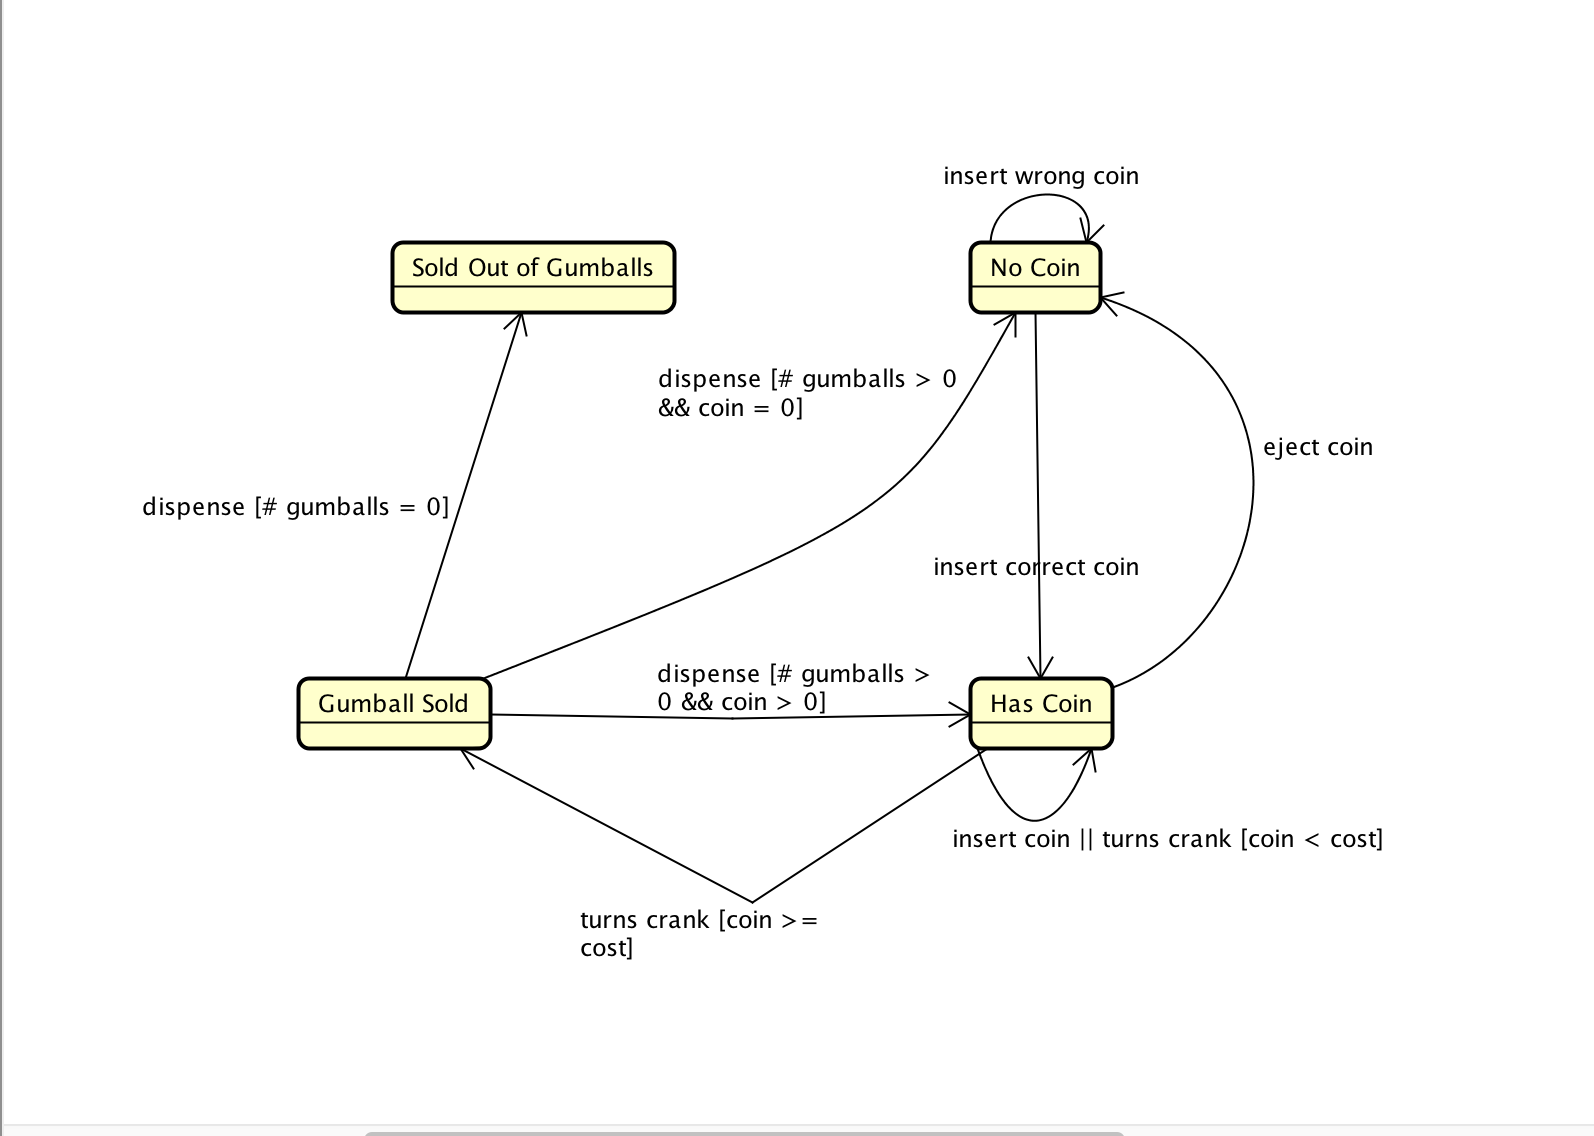 insert wrong coin
Sold Out of Gumballs
No Coin
dispense [# gumballs > 0
&& coin = 0]
eject coin
dispense [# gumballs = 0]
insert correct coin
dispense [# gumballs >
0 && coin > 0]
Gumball Sold
Has Coin
insert coin || turns crank [coin < cost]
turns crank [coin >=
cost]